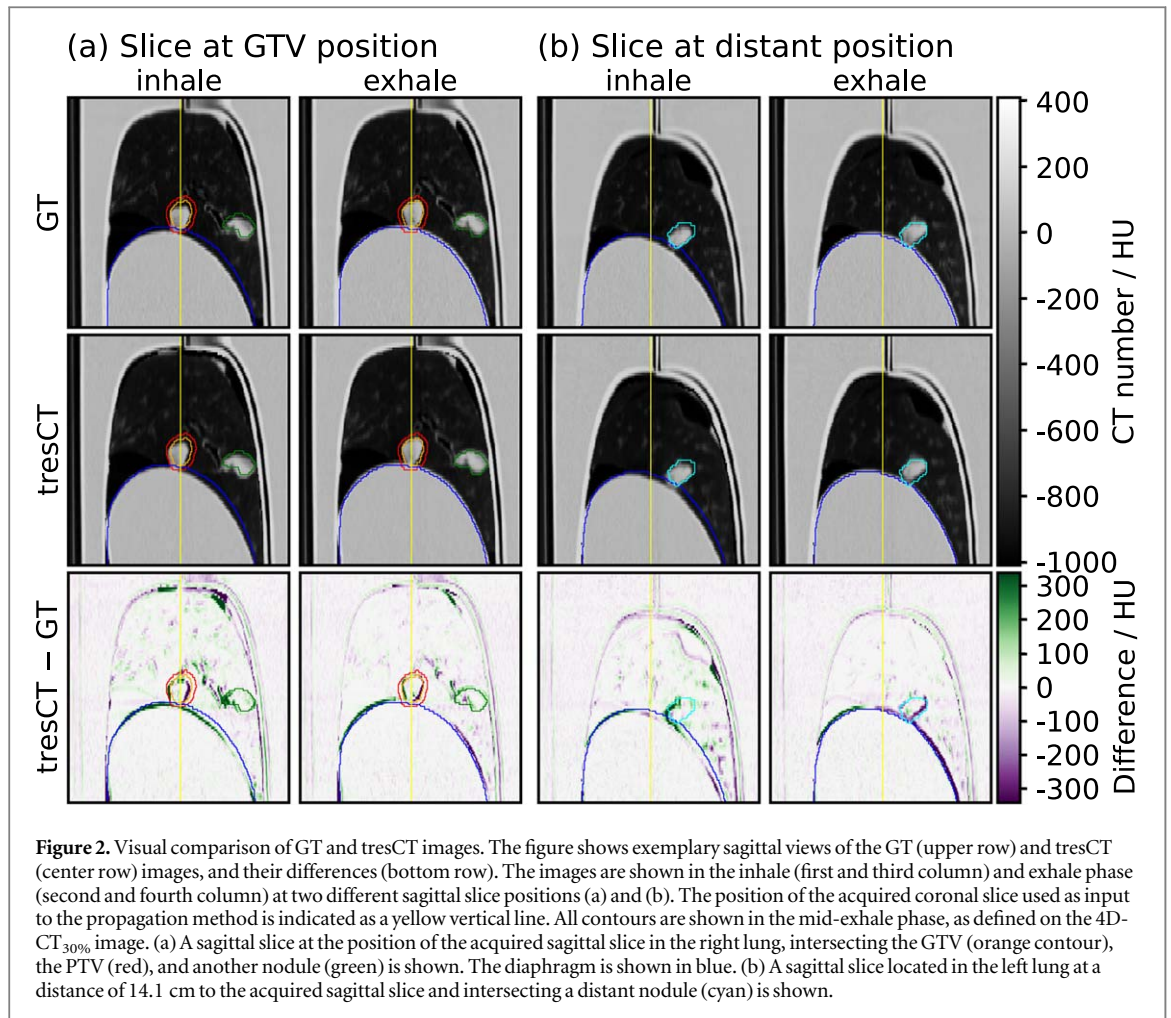 (a) Slice at GTV position (b) Slice at distant position
inhale exhale inhale exhale
GT
tresCT
tresCT − GT
400
200
0
-200
-400
-600
-800
-1000
CT number / HU
300
200
100
0
-100
-200
-300
Difference / HU
Figure 2. Visual comparison of GT and tresCT images. The figure shows exemplary sagittal views of the GT (upper row) and tresCT
(center row) images, and their differences (bottom row). The images are shown in the inhale (first and third column) and exhale phase
(second and fourth column) at two different sagittal slice positions (a) and (b). The position of the acquired coronal slice used as input
to the propagation method is indicated as a yellow vertical line. All contours are shown in the mid-exhale phase, as defined on the 4D-
CT30% image. (a) A sagittal slice at the position of the acquired sagittal slice in the right lung, intersecting the GTV (orange contour),
the PTV (red), and another nodule (green) is shown. The diaphragm is shown in blue. (b) A sagittal slice located in the left lung at a
distance of 14.1 cm to the acquired sagittal slice and intersecting a distant nodule (cyan) is shown.